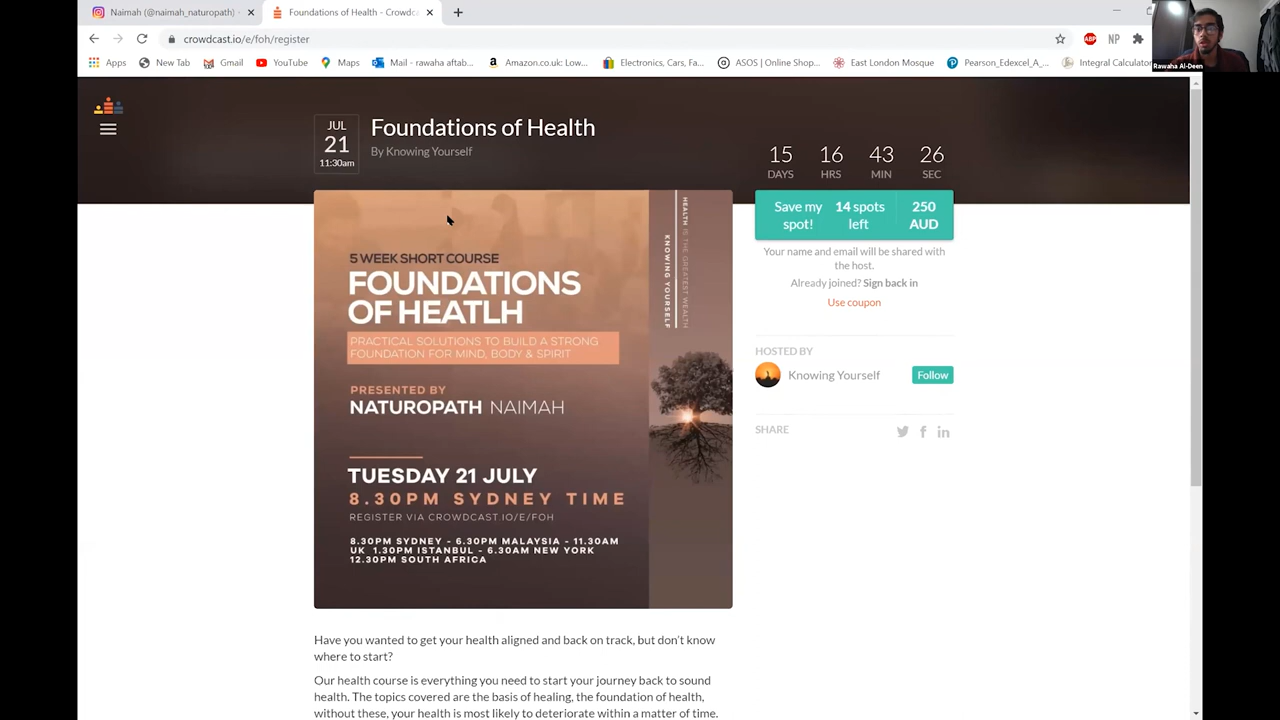 Naimah (@naimah_naturopath) ·
Foundations of Health - Crowdca
crowdcast.io/e/foh/register
ABP
NP
Apps
New Tab
Gmail
YouTube
Maps
Mail - rawaha aftab...
Amazon.co.uk: Low...
Electronics, Cars, Fa...
ASOS | Online Shop...
East London Mosque
Pearson_Edexcel_A_...
Integral Calculator
Rawaha Al-Deen
JUL
21
11:30am
Foundations of Health
By Knowing Yourself
15 16 43 26
DAYS HRS MIN SEC
Save my spot!
14 spots left
250 AUD
Your name and email will be shared with
the host.
Already joined? Sign back in
Use coupon
HOSTED BY
Knowing Yourself
Follow
SHARE
5 WEEK SHORT COURSE
FOUNDATIONS
OF HEATLH
PRACTICAL SOLUTIONS TO BUILD A STRONG
FOUNDATION FOR MIND, BODY & SPIRIT
PRESENTED BY
NATUROPATH NAIMAH
TUESDAY 21 JULY
8.30PM SYDNEY TIME
REGISTER VIA CROWDCAST.IO/E/FOH
8.30PM SYDNEY - 6.30PM MALAYSIA - 11.30AM
UK 1.30PM ISTANBUL - 6.30AM NEW YORK
12.30PM SOUTH AFRICA
HEALTH IS THE GREATEST WEALTH
KNOWING YOURSELF
Have you wanted to get your health aligned and back on track, but don't know
where to start?
Our health course is everything you need to start your journey back to sound
health. The topics covered are the basis of healing, the foundation of health,
without these, your health is most likely to deteriorate within a matter of time.